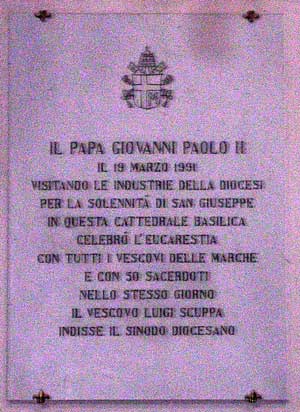 IL PAPA GIOVANNI PAOLO II
IL 19 MARZO 1991
VISITANDO LE INDUSTRIE DELLA DIOCESI
PER LA SOLENNITÀ DI SAN GIUSEPPE
IN QUESTA CATTEDRALE BASILICA
CELEBRÒ L'EUCARESTIA
CON TUTTI I VESCOVI DELLE MARCHE
E CON 50 SACERDOTI
NELLO STESSO GIORNO
IL VESCOVO LUIGI SCUPPA
INDISSE IL SINODO DIOCESANO